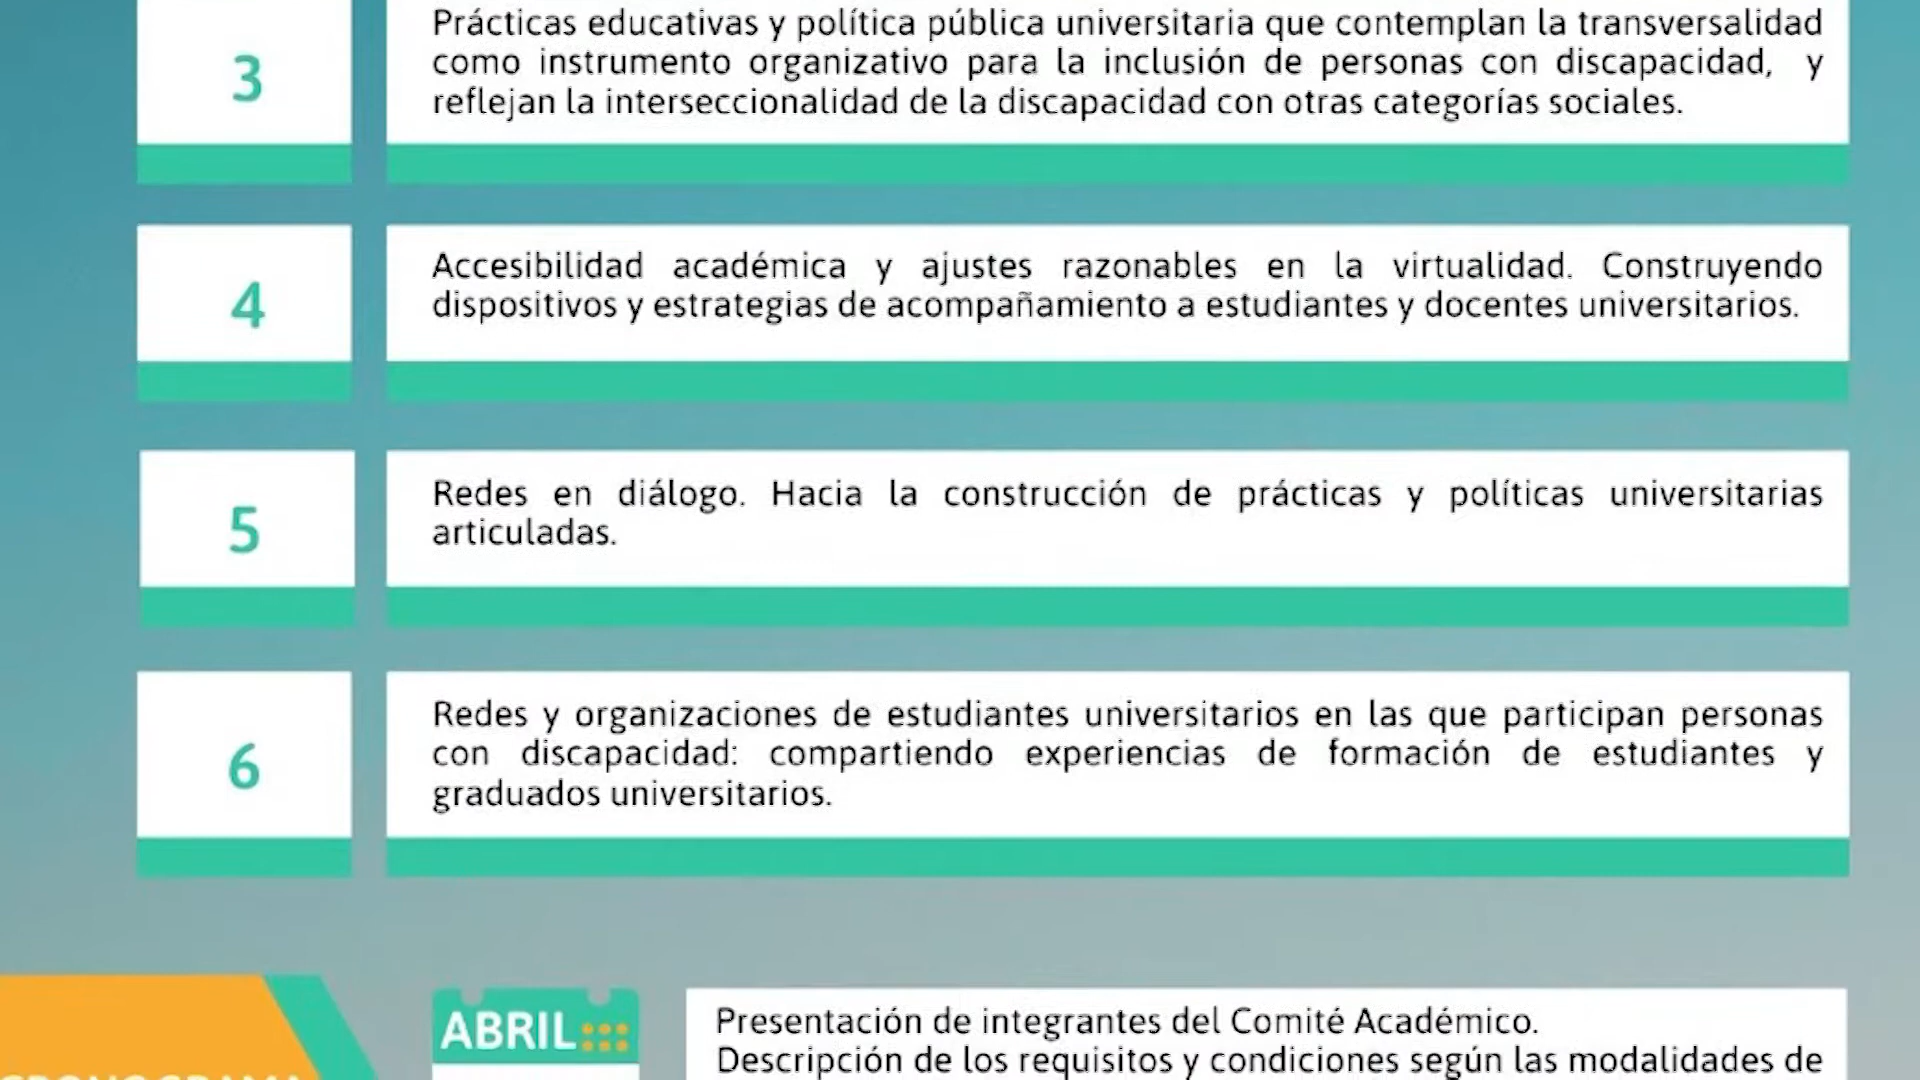 3
Prácticas educativas y política pública universitaria que contemplan la transversalidad
como instrumento organizativo para la inclusión de personas con discapacidad, y
reflejan la interseccionalidad de la discapacidad con otras categorías sociales.
4
Accesibilidad académica y ajustes razonables en la virtualidad. Construyendo
dispositivos y estrategias de acompañamiento a estudiantes y docentes universitarios.
5
Redes en diálogo. Hacia la construcción de prácticas y políticas universitarias
articuladas.
6
Redes y organizaciones de estudiantes universitarios en las que participan personas
con discapacidad: compartiendo experiencias de formación de estudiantes y
graduados universitarios.
ABRIL
Presentación de integrantes del Comité Académico.
Descripción de los requisitos y condiciones según las modalidades de